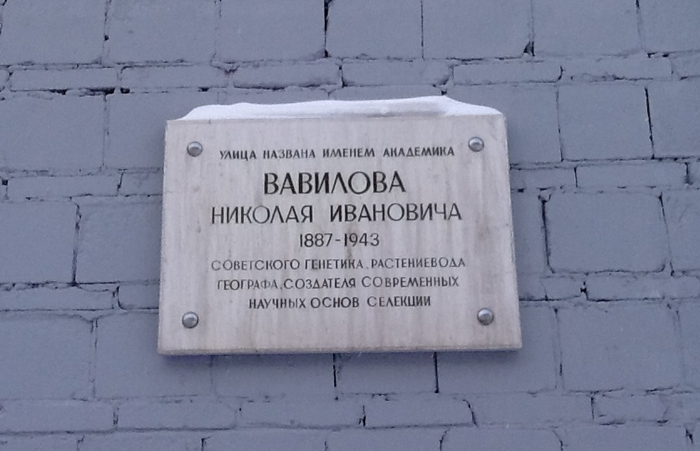 УЛИЦА НАЗВАНА ИМЕНЕМ АКАДЕМИКА
ВАВИЛОВА
НИКОЛАЯ ИВАНОВИЧА
1887-1943
СОВЕТСКОГО ГЕНЕТИКА, РАСТЕНИЕВОДА
ГЕОГРАФА, СОЗДАТЕЛЯ СОВРЕМЕННЫХ
НАУЧНЫХ ОСНОВ СЕЛЕКЦИИ